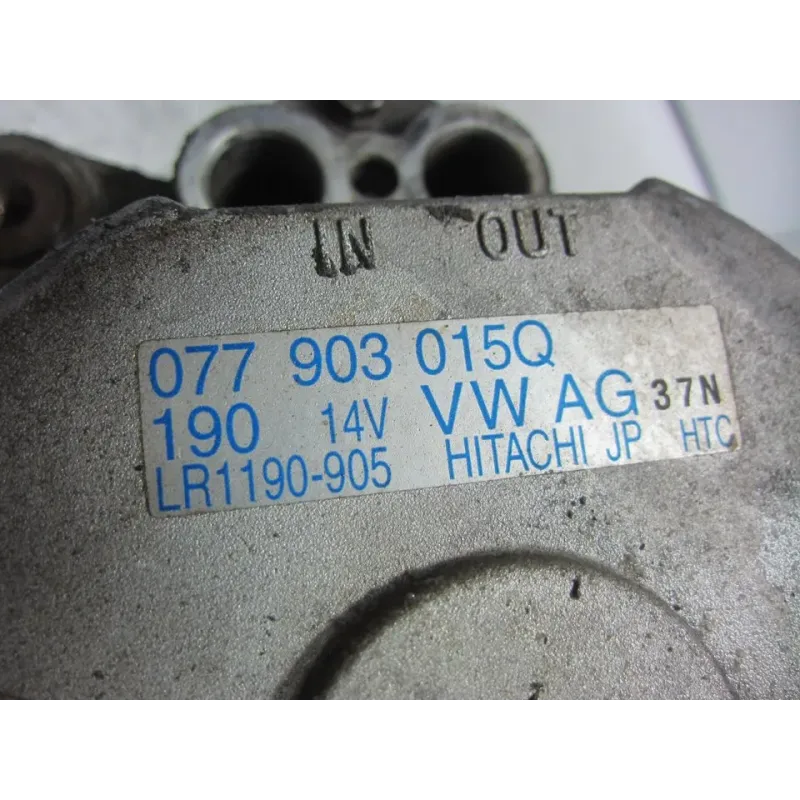 IN OUT
077 903 015Q
190 14V VW AG 37N
LR1190-905 HITACHI JP HTC